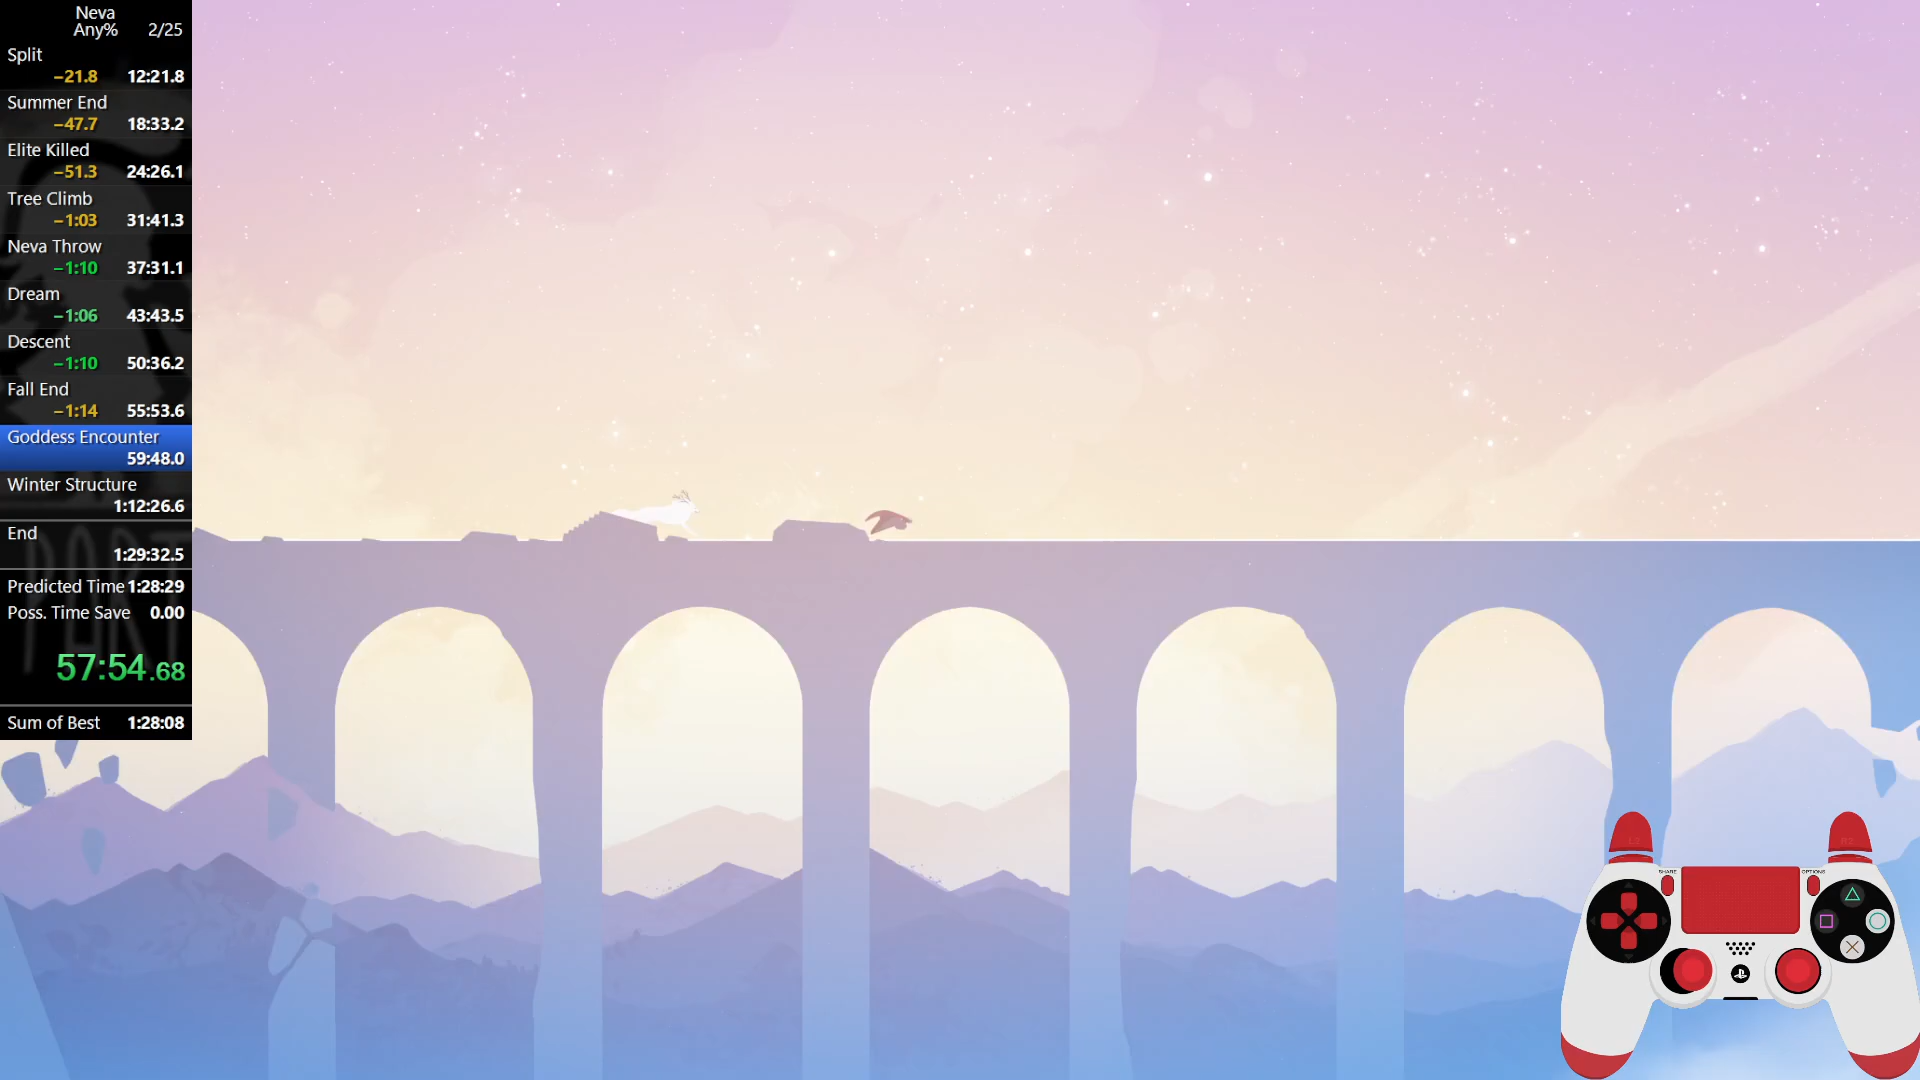 Neva
Any% 2/25
Split
−21.8 12:21.8
Summer End
−47.7 18:33.2
Elite Killed
−51.3 24:26.1
Tree Climb
−1:03 31:41.3
Neva Throw
−1:10 37:31.1
Dream
−1:06 43:43.5
Descent
−1:10 50:36.2
Fall End
−1:14 55:53.6
Goddess Encounter
59:48.0
Winter Structure
1:12:26.6
End
1:29:32.5
Predicted Time 1:28:29
Poss. Time Save 0.00
57:54.68
Sum of Best 1:28:08
SHARE OPTIONS